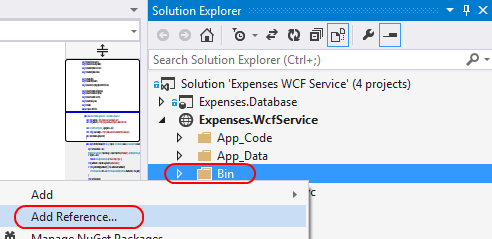 Solution Explorer
Search Solution Explorer (Ctrl+;)
Solution 'Expenses WCF Service' (4 projects)
Expenses.Database
Expenses.WcfService
App_Code
App_Data
Bin
Add
Add Reference...
Manage NuGet Packages